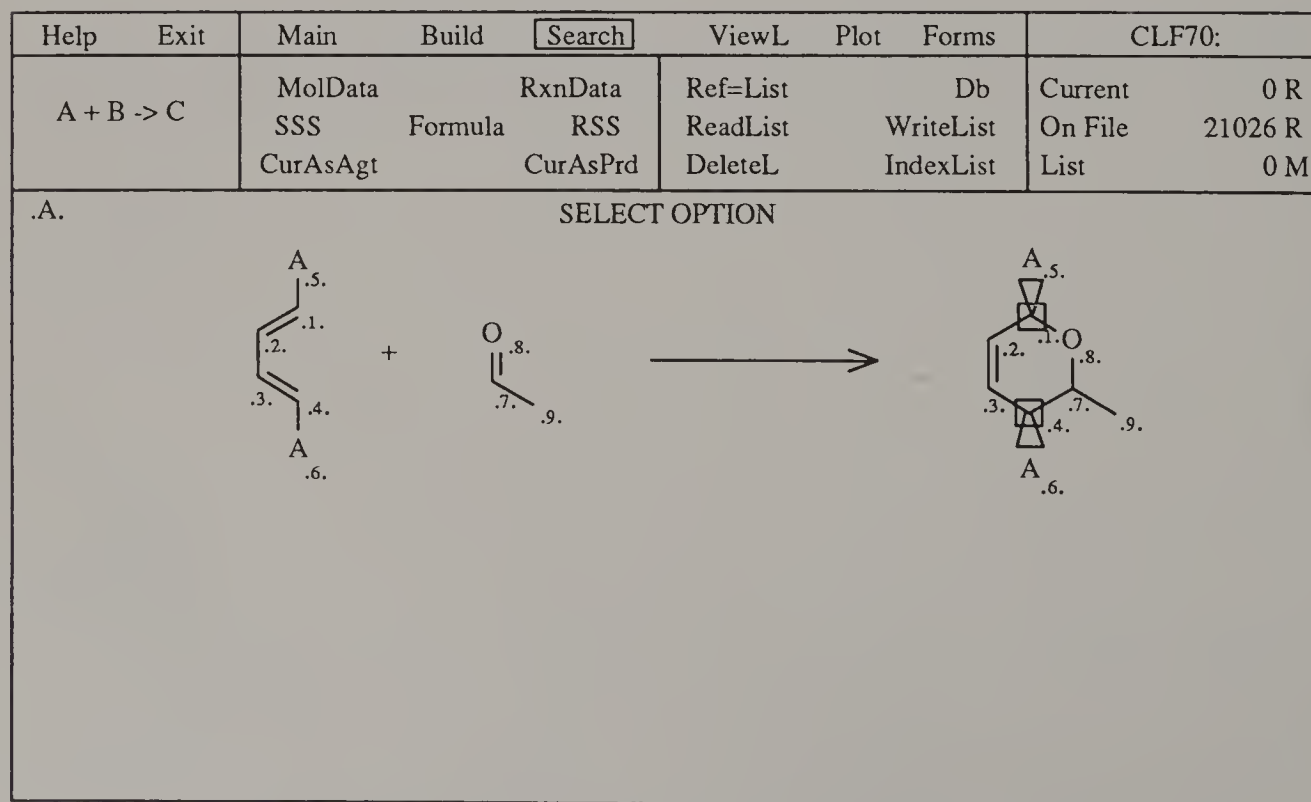 Help Exit Main Build Search ViewL Plot Forms CLF70:
A + B -> C
MolData RxnData Ref=List Db Current 0 R
SSS Formula RSS ReadList WriteList On File 21026 R
CurAsAgt CurAsPrd DeleteL IndexList List 0 M
.A. SELECT OPTION
A .5. A .5.
.1. .2. + O .8. .1. .2. O .8.
.3. .4. .7. .9. .3. .4. .7. .9.
A .6. A .6.